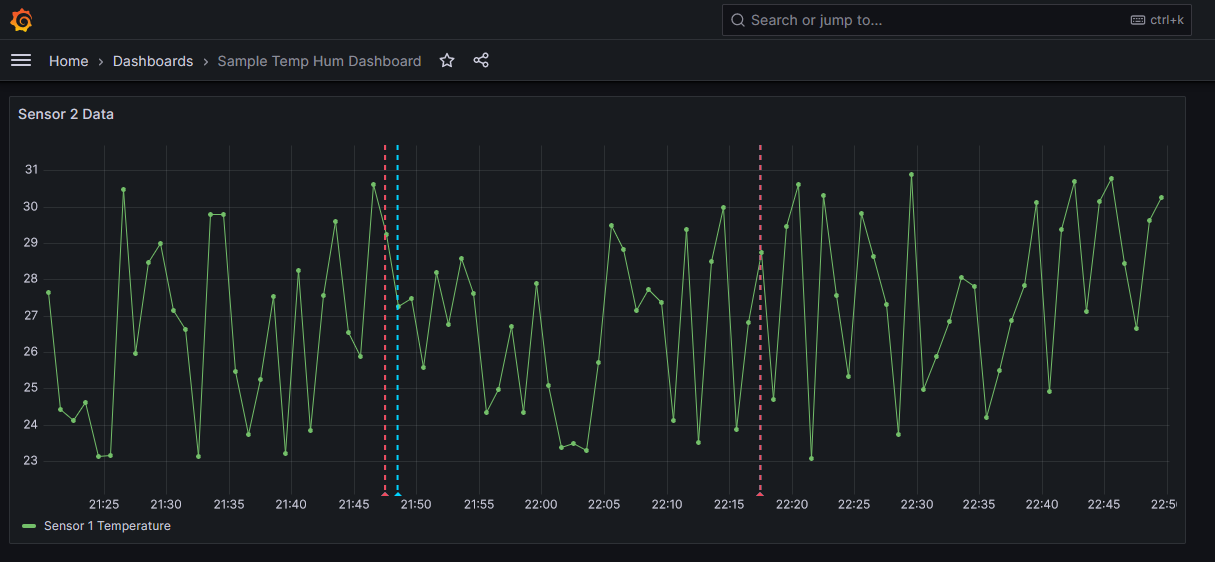 Search or jump to... ctrl+k
Home › Dashboards › Sample Temp Hum Dashboard
Sensor 2 Data
31
30
29
28
27
26
25
24
23
21:25 21:30 21:35 21:40 21:45 21:50 21:55 22:00 22:05 22:10 22:15 22:20 22:25 22:30 22:35 22:40 22:45 22:50
Sensor 1 Temperature